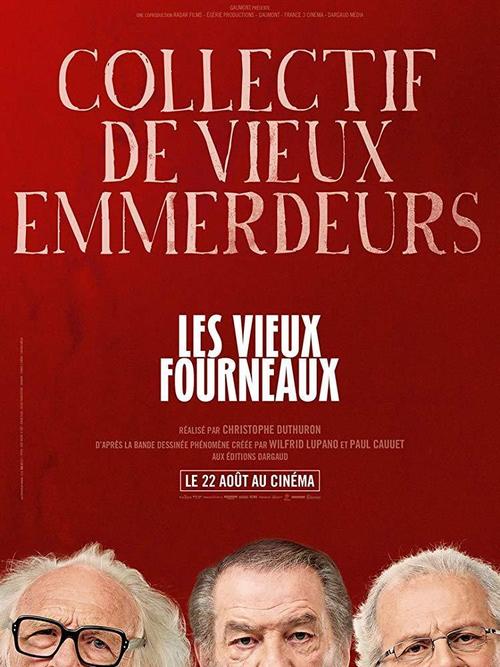 GAUMONT PRÉSENTE
UNE COPRODUCTION RADAR FILMS - ÉGÉRIE PRODUCTIONS - GAUMONT - FRANCE 3 CINÉMA - DARGAUD MEDIA
COLLECTIF
DE VIEUX
EMMERDEURS
LES VIEUX
FOURNEAUX
RÉALISÉ PAR CHRISTOPHE DUTHURON
D'APRÈS LA BANDE DESSINÉE PHÉNOMÈNE CRÉÉE PAR WILFRID LUPANO ET PAUL CAUUET
AUX ÉDITIONS DARGAUD
LE 22 AOÛT AU CINÉMA